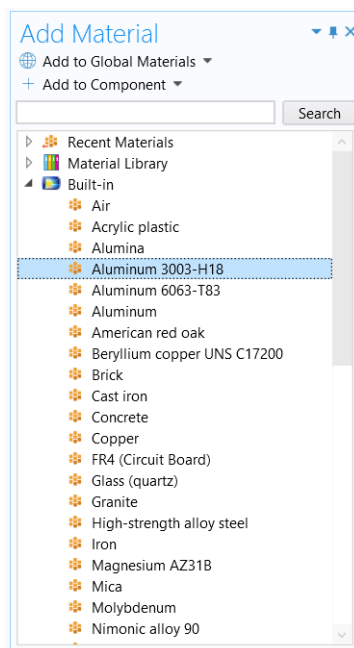 Add Material
Add to Global Materials
Add to Component
Search
Recent Materials
Material Library
Built-in
Air
Acrylic plastic
Alumina
Aluminum 3003-H18
Aluminum 6063-T83
Aluminum
American red oak
Beryllium copper UNS C17200
Brick
Cast iron
Concrete
Copper
FR4 (Circuit Board)
Glass (quartz)
Granite
High-strength alloy steel
Iron
Magnesium AZ31B
Mica
Molybdenum
Nimonic alloy 90